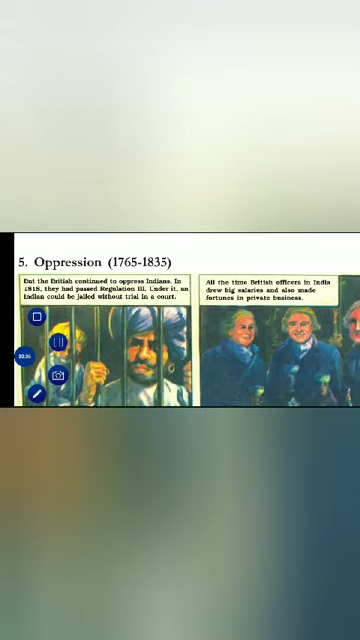 5. Oppression (1765-1835)
But the British continued to oppress Indians. In
1818, they had passed Regulation III. Under it, an
Indian could be jailed without trial in a court.
All the time British officers in India
drew big salaries and also made
fortunes in private business.
20:36